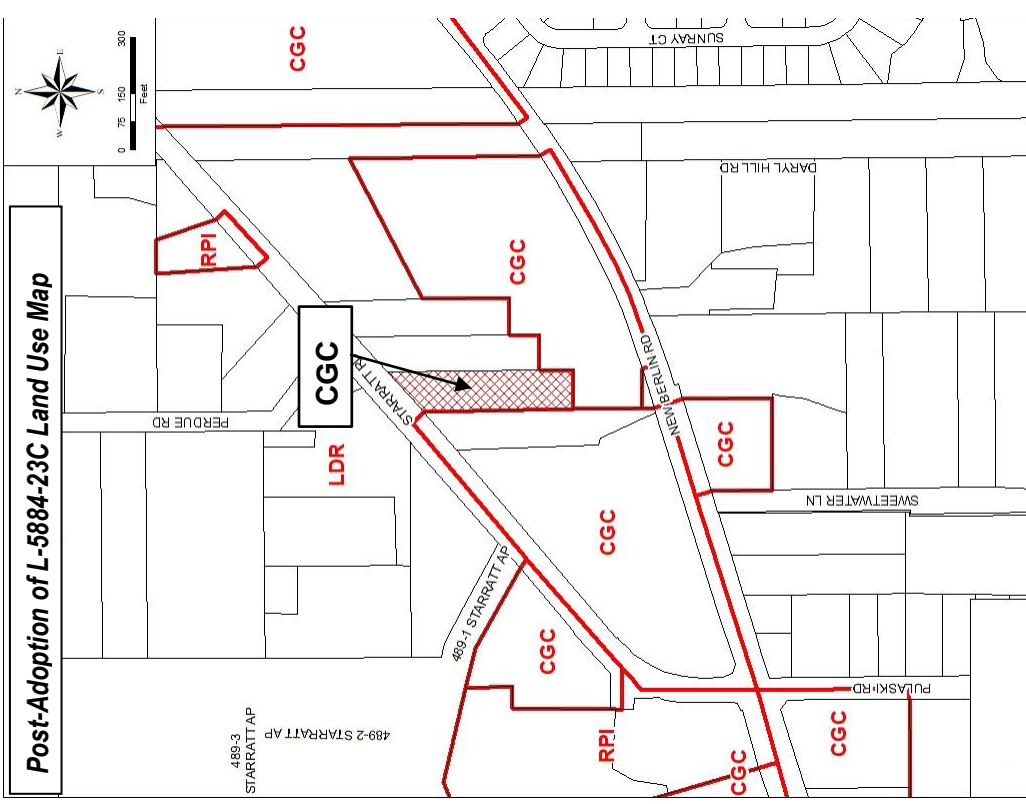 Post-Adoption of L-5884-23C Land Use Map
N
E
S
W
0
75
150
300
Feet
CGC
SUNRAY CT
DARYL HILL RD
RPI
CGC
CGC
STARRATT R
NEW BERLIN RD
PERDUE RD
LDR
CGC
SWEETWATER LN
CGC
489-1 STARRATT AP
CGC
489-2 STARRATT AP
489-3
STARRATT AP
RPI
PULASKI RD
CGC
CGC